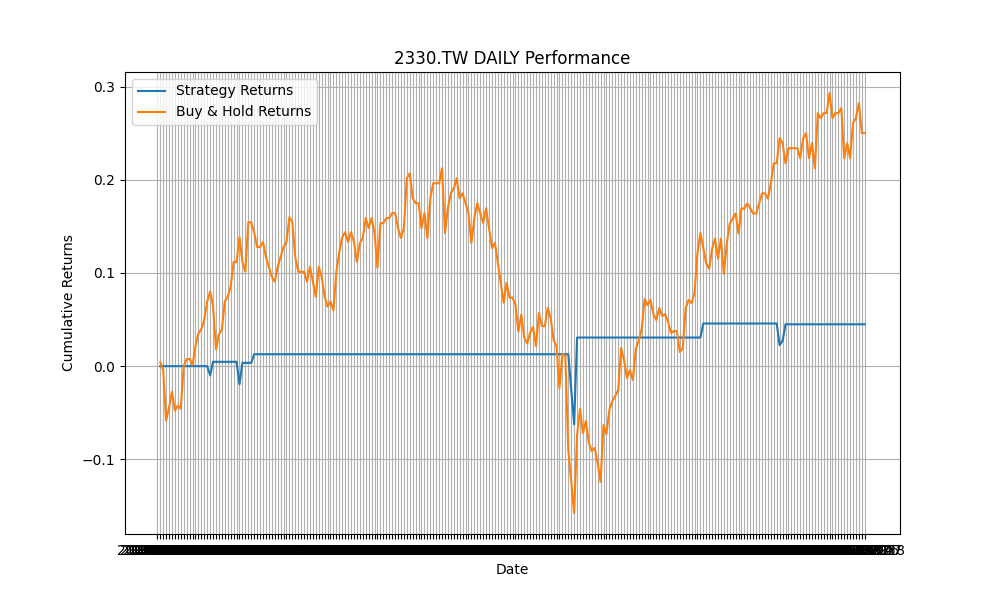 2330.TW DAILY Performance
Strategy Returns
Buy & Hold Returns
0.3
0.2
0.1
0.0
−0.1
Cumulative Returns
Date